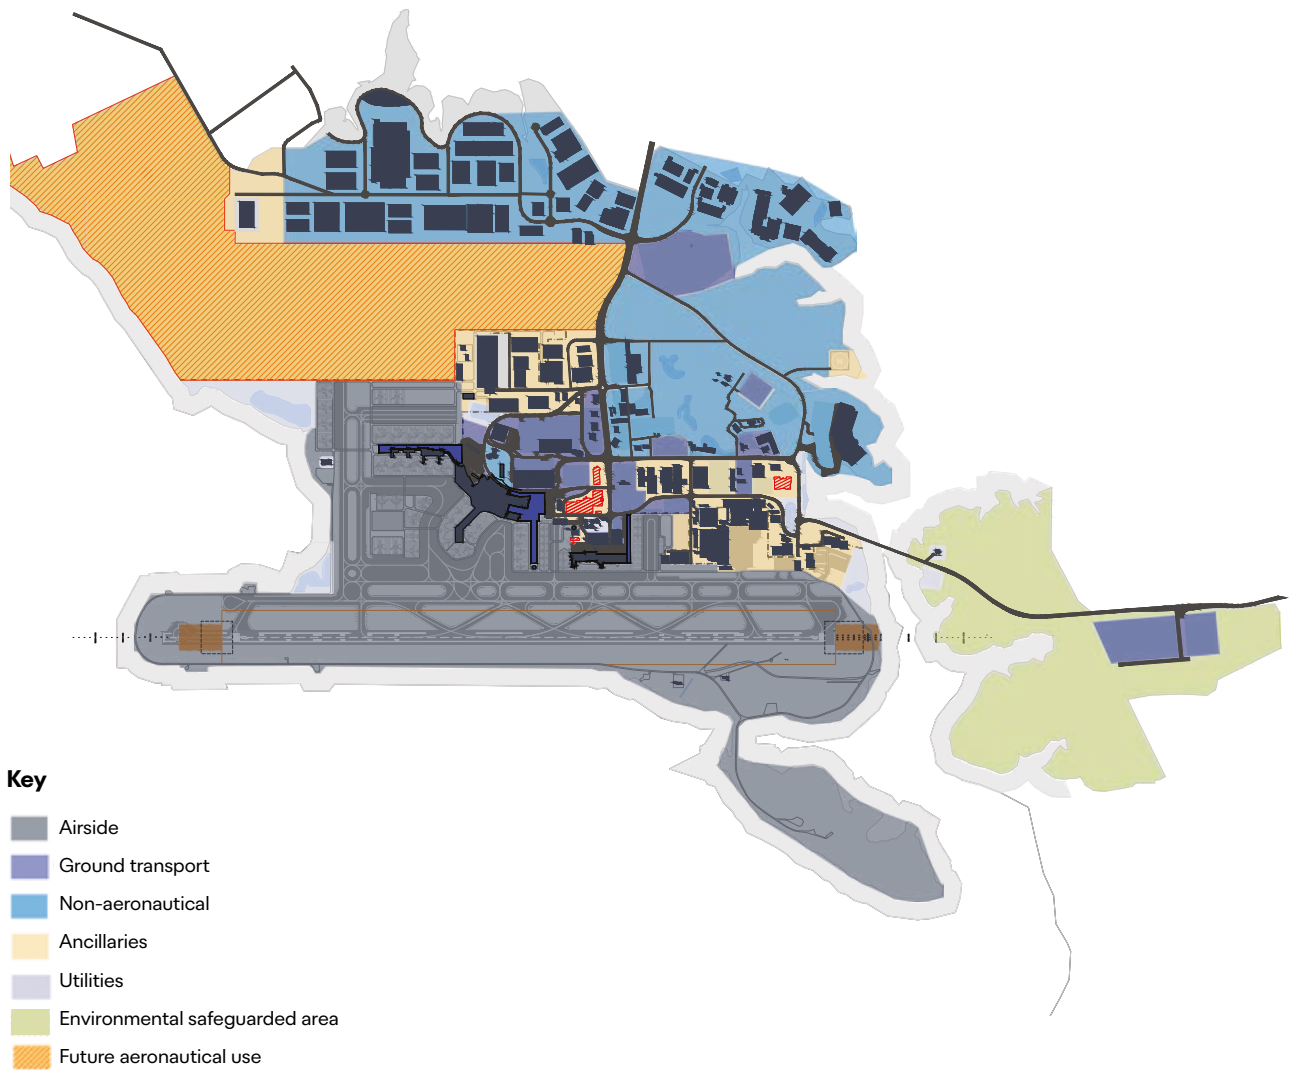 Key
Airside
Ground transport
Non-aeronautical
Ancillaries
Utilities
Environmental safeguarded area
Future aeronautical use